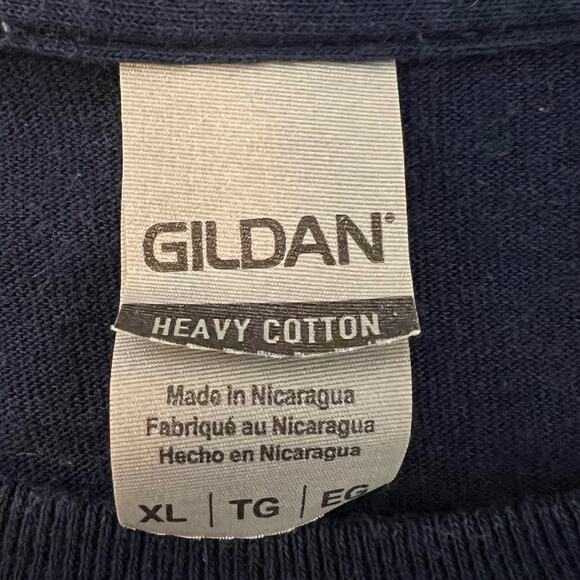 GILDAN®
HEAVY COTTON
Made in Nicaragua
Fabriqué au Nicaragua
Hecho en Nicaragua
XL | TG | EG